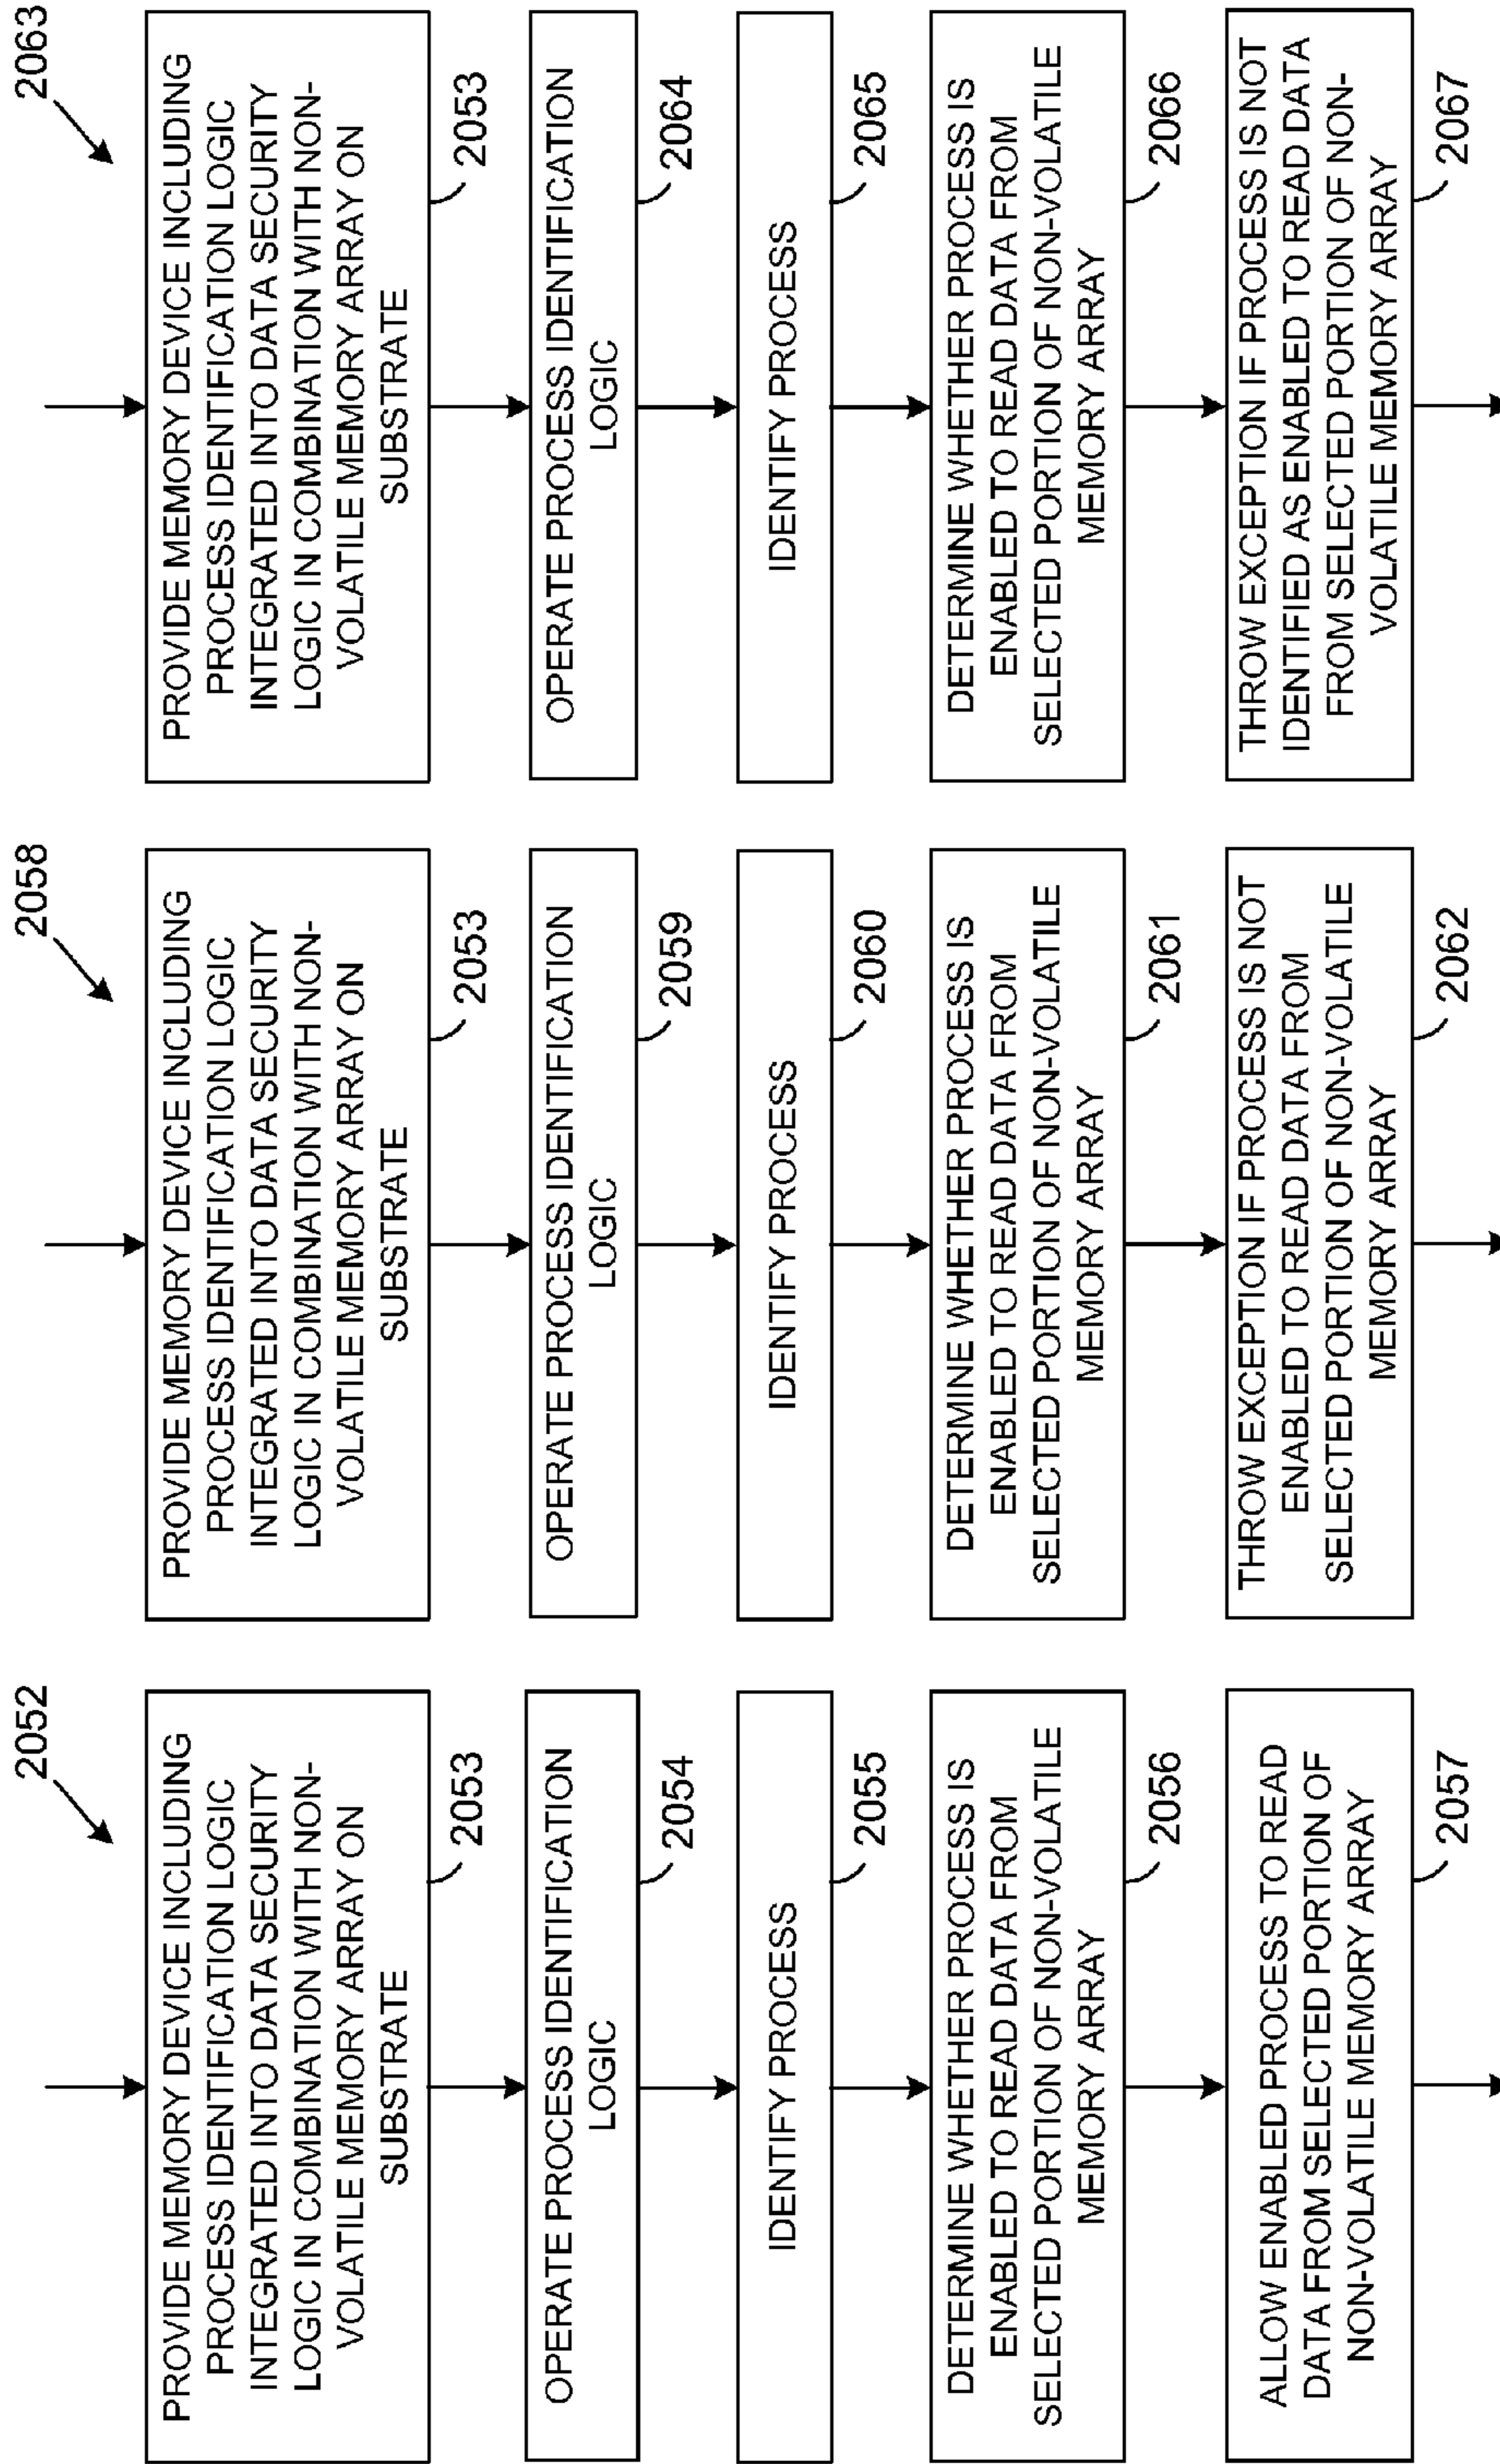 2052
PROVIDE MEMORY DEVICE INCLUDING
PROCESS IDENTIFICATION LOGIC
INTEGRATED INTO DATA SECURITY
LOGIC IN COMBINATION WITH NON-
VOLATILE MEMORY ARRAY ON
SUBSTRATE
2053
OPERATE PROCESS IDENTIFICATION
LOGIC
2054
IDENTIFY PROCESS
2055
DETERMINE WHETHER PROCESS IS
ENABLED TO READ DATA FROM
SELECTED PORTION OF NON-VOLATILE
MEMORY ARRAY
2056
ALLOW ENABLED PROCESS TO READ
DATA FROM SELECTED PORTION OF
NON-VOLATILE MEMORY ARRAY
2057
2058
PROVIDE MEMORY DEVICE INCLUDING
PROCESS IDENTIFICATION LOGIC
INTEGRATED INTO DATA SECURITY
LOGIC IN COMBINATION WITH NON-
VOLATILE MEMORY ARRAY ON
SUBSTRATE
2053
OPERATE PROCESS IDENTIFICATION
LOGIC
2059
IDENTIFY PROCESS
2060
DETERMINE WHETHER PROCESS IS
ENABLED TO READ DATA FROM
SELECTED PORTION OF NON-VOLATILE
MEMORY ARRAY
2061
THROW EXCEPTION IF PROCESS IS NOT
ENABLED TO READ DATA FROM
SELECTED PORTION OF NON-VOLATILE
MEMORY ARRAY
2062
2063
PROVIDE MEMORY DEVICE INCLUDING
PROCESS IDENTIFICATION LOGIC
INTEGRATED INTO DATA SECURITY
LOGIC IN COMBINATION WITH NON-
VOLATILE MEMORY ARRAY ON
SUBSTRATE
2053
OPERATE PROCESS IDENTIFICATION
LOGIC
2064
IDENTIFY PROCESS
2065
DETERMINE WHETHER PROCESS IS
ENABLED TO READ DATA FROM
SELECTED PORTION OF NON-VOLATILE
MEMORY ARRAY
2066
THROW EXCEPTION IF PROCESS IS NOT
IDENTIFIED AS ENABLED TO READ DATA
FROM SELECTED PORTION OF NON-
VOLATILE MEMORY ARRAY
2067